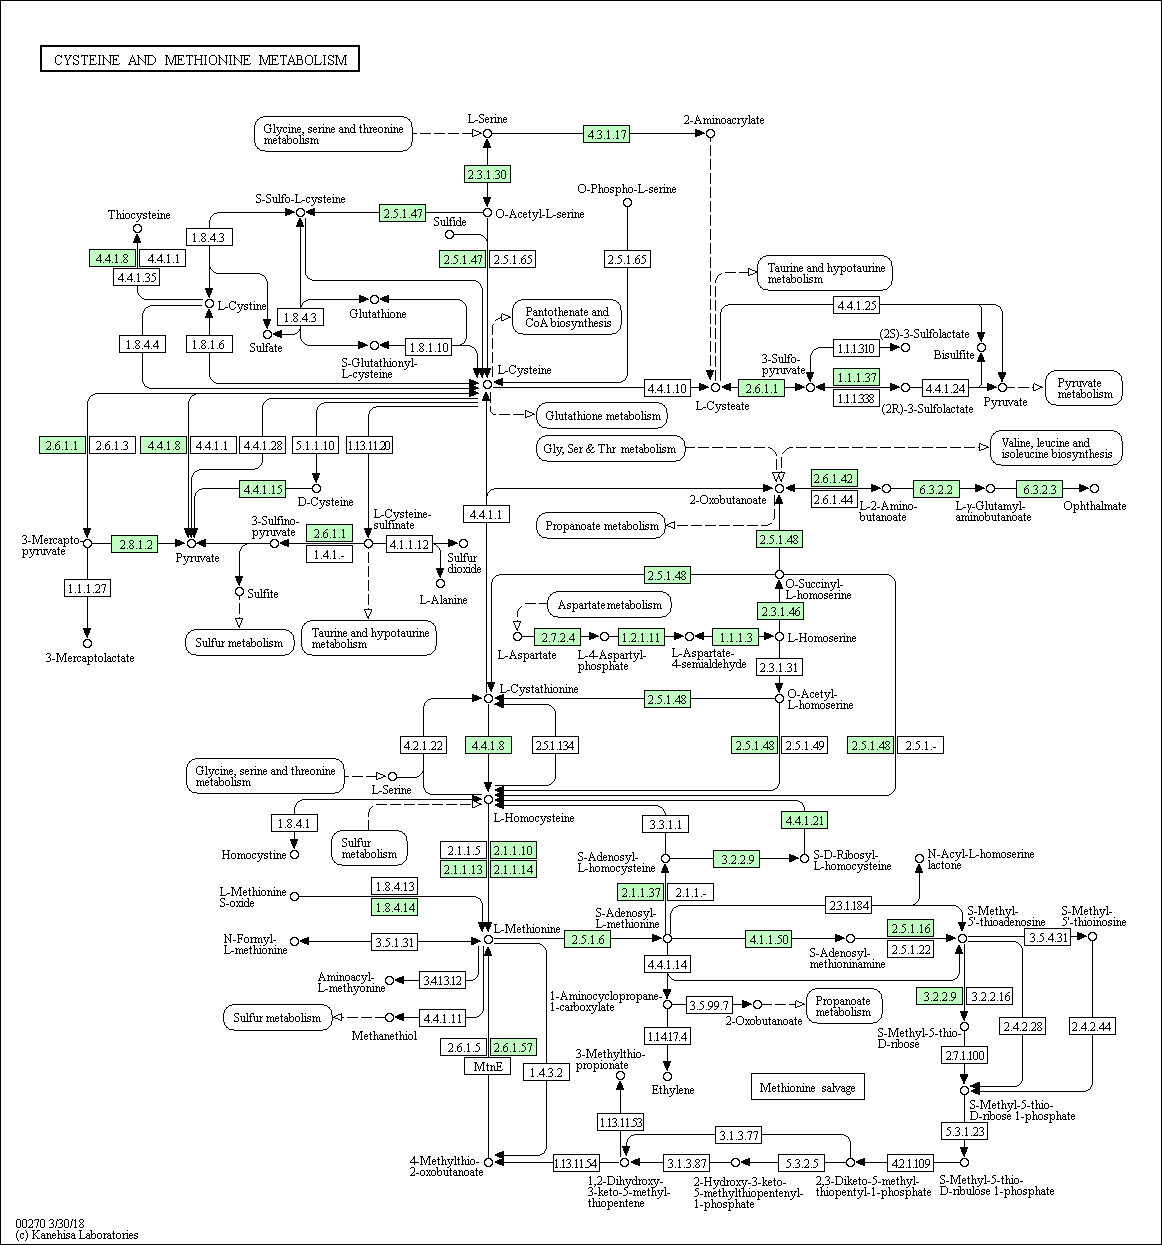 CYSTEINE AND METHIONINE METABOLISM
Glycine, serine and threonine
metabolism
L-Serine
4.3.1.17
2-Aminoacrylate
2.3.1.30
O-Phospho-L-serine
S-Sulfo-L-cysteine
2.5.1.47
O-Acetyl-L-serine
Thiocysteine
Sulfide
1.8.4.3
4.4.1.8
4.4.1.1
4.4.1.35
2.5.1.47
2.5.1.65
2.5.1.65
Taurine and hypotaurine
metabolism
L-Cystine
Glutathione
1.8.4.3
Pantothenate and
CoA biosynthesis
4.4.1.25
1.8.4.4
1.8.1.6
Sulfate
1.8.1.10
S-Glutathionyl-
L-cysteine
L-Cysteine
(2S)-3-Sulfolactate
1.1.1310
Bisulfite
3-Sulfo-
pyruvate
4.4.1.10
L-Cysteate
2.6.1.1
1.1.1.37
1.1.1338
(2R)-3-Sulfolactate
4.4.1.24
Pyruvate
Pyruvate
metabolism
Glutathione metabolism
2.6.1.1
2.6.1.3
4.4.1.8
4.4.1.1
4.4.1.28
5.1.1.10
1.13.1120
Gly, Ser & Thr metabolism
Valine, leucine and
isoleucine biosynthesis
4.4.1.15
D-Cysteine
2-Oxobutanoate
2.6.1.42
2.6.1.44
L-2-Amino-
butanoate
6.3.2.2
L-γ-Glutamyl-
aminobutanoate
6.3.2.3
Ophthalmate
4.4.1.1
Propanoate metabolism
3-Sulfino-
pyruvate
2.6.1.1
1.4.1.-
L-Cysteine-
sulfinate
3-Mercapto
pyruvate
2.8.1.2
Pyruvate
4.1.1.12
Sulfur
dioxide
2.5.1.48
1.1.1.27
Sulfite
L-Alanine
2.5.1.48
O-Succinyl-
L-homoserine
Aspartate metabolism
2.3.1.46
Sulfur metabolism
Taurine and hypotaurine
metabolism
3-Mercaptolactate
L-Aspartate
2.7.2.4
L-4-Aspartyl-
phosphate
1.2.1.11
L-Aspartate-
4-semialdehyde
1.1.1.3
L-Homoserine
2.3.1.31
L-Cystathionine
2.5.1.48
O-Acetyl-
L-homoserine
4.2.1.22
4.4.1.8
2.5.1.134
2.5.1.48
2.5.1.49
2.5.1.48
2.5.1.-
Glycine, serine and threonine
metabolism
L-Serine
L-Homocysteine
1.8.4.1
Sulfur
metabolism
3.3.1.1
4.4.1.21
Homocystine
2.1.1.5
2.1.1.10
2.1.1.13
2.1.1.14
S-Adenosyl-
L-homocysteine
3.2.2.9
S-D-Ribosyl-
L-homocysteine
N-Acyl-L-homoserine
lactone
L-Methionine
S-oxide
1.8.4.13
1.8.4.14
2.1.1.37
2.1.1.-
23.1.184
S-Adenosyl-
L-methionine
S-Methyl-
5'-thioadenosine
S-Methyl-
5'-thioinosine
N-Formyl-
L-methionine
3.5.1.31
L-Methionine
2.5.1.6
4.1.1.50
S-Adenosyl-
methioninamine
2.5.1.16
2.5.1.22
3.5.4.31
4.4.1.14
Aminoacyl-
L-methyonine
3.4.13.12
1-Aminocyclopropane-
1-carboxylate
3.5.99.7
2-Oxobutanoate
Propanoate
metabolism
3.2.2.9
3.2.2.16
Sulfur metabolism
Methanethiol
4.4.1.11
1.14.17.4
S-Methyl-5-thio-
D-ribose
2.4.2.28
2.4.2.44
2.6.1.5
2.6.1.57
MtnE
1.4.3.2
3-Methylthio-
propionate
Ethylene
2.7.1.100
Methionine salvage
S-Methyl-5-thio-
D-ribose 1-phosphate
1.13.1153
3.1.3.77
5.3.1.23
4-Methylthio-
2-oxobutanoate
1.13.11.54
3.1.3.87
5.3.2.5
4.2.1.109
1,2-Dihydroxy-
3-keto-5-methyl-
thiopentene
2-Hydroxy-3-keto-
5-methylthiopentenyl-
1-phosphate
2,3-Diketo-5-methyl-
thiopentyl-1-phosphate
S-Methyl-5-thio-
D-ribulose 1-phosphate
00270 3/30/18
(c) Kanehisa Laboratories